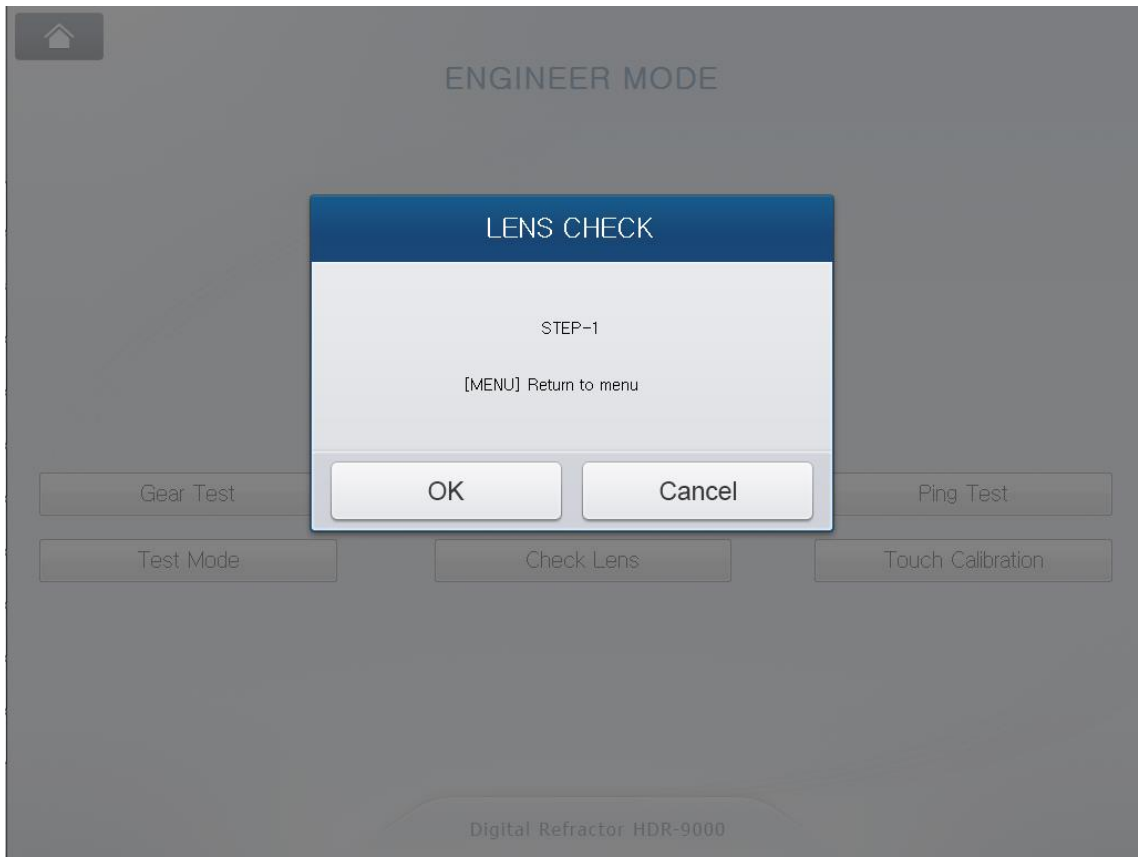 ENGINEER MODE
LENS CHECK
STEP-1
[MENU] Return to menu
OK Cancel
Gear Test Ping Test
Test Mode Check Lens Touch Calibration
Digital Refractor HDR-9000